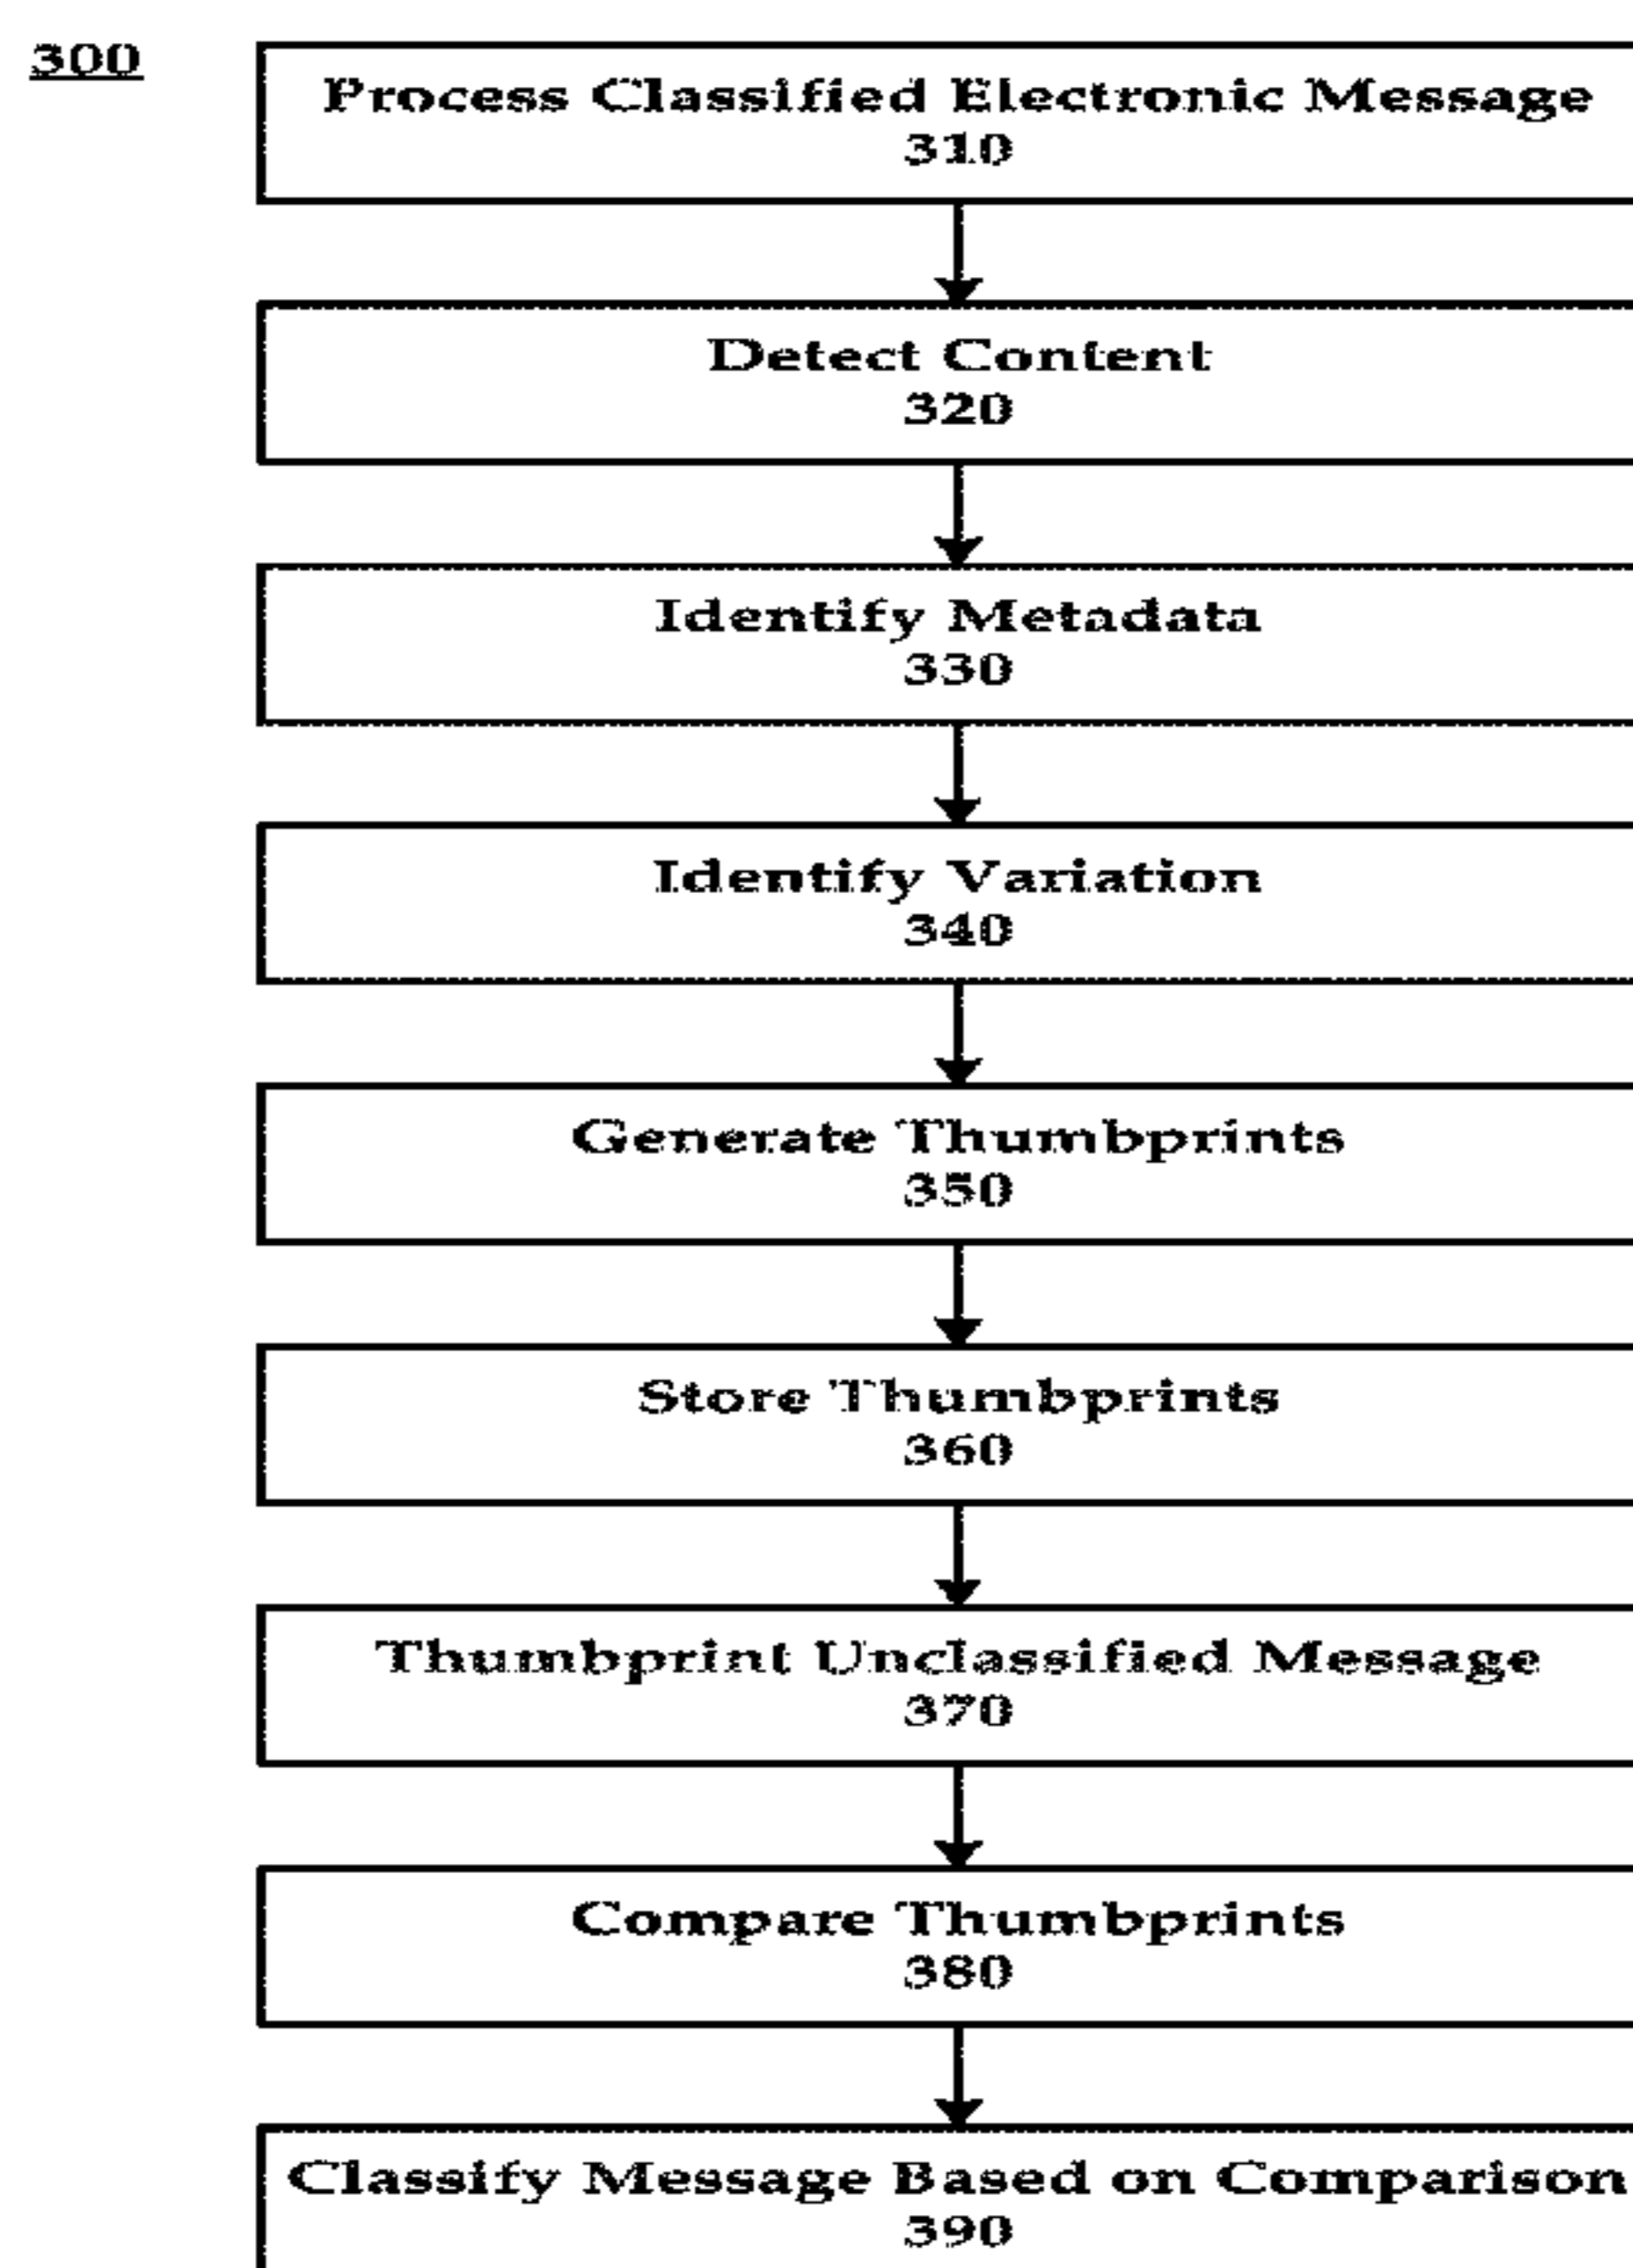 300
Process Classified Electronic Message
310
Detect Content
320
Identify Metadata
330
Identify Variation
340
Generate Thumbprints
350
Store Thumbprints
360
Thumbprint Unclassified Message
370
Compare Thumbprints
380
Classify Message Based on Comparison
390